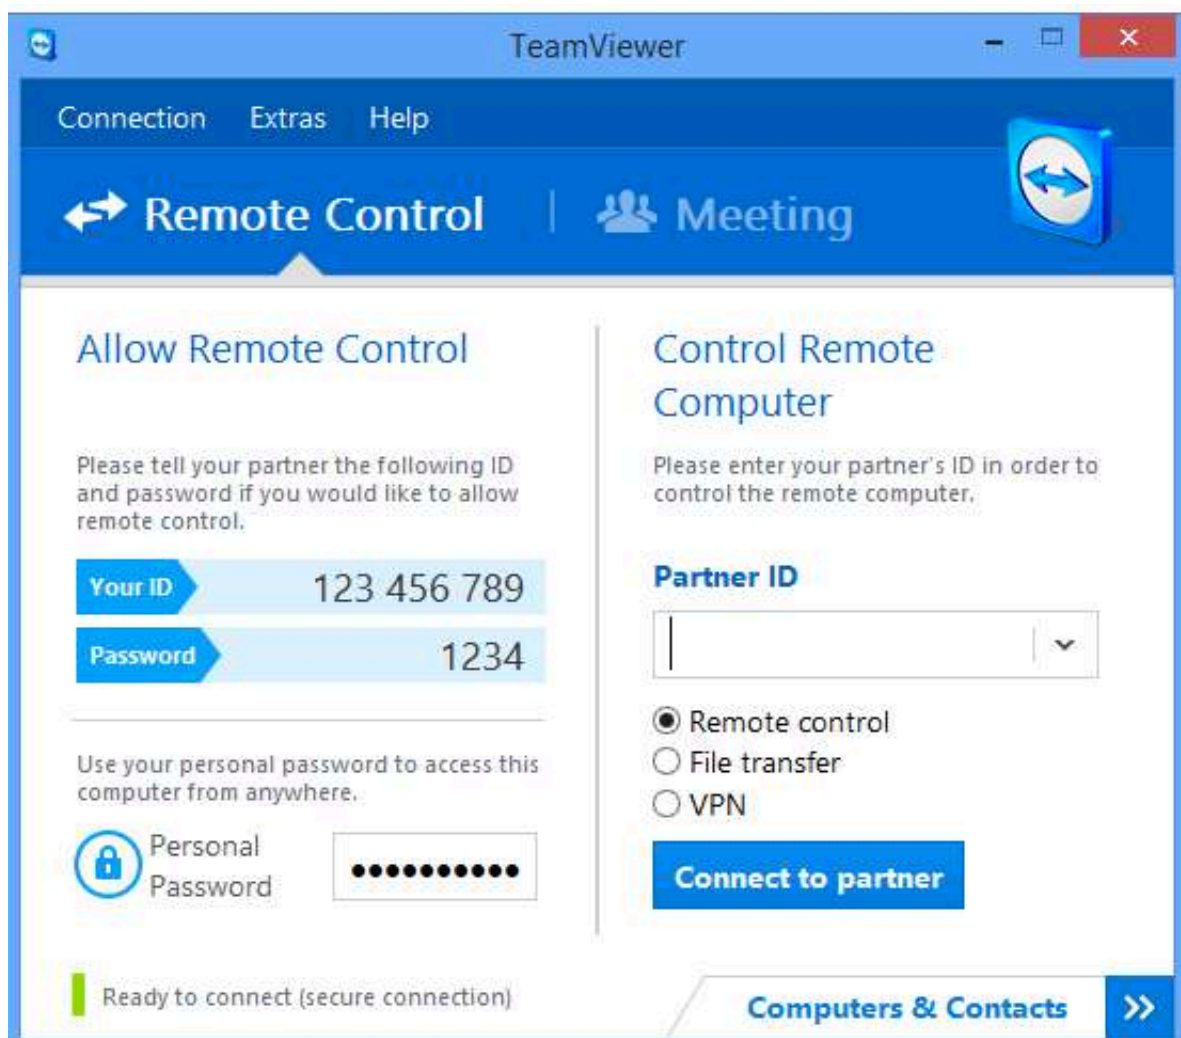 TeamViewer
Connection Extras Help
Remote Control Meeting
Allow Remote Control
Please tell your partner the following ID
and password if you would like to allow
remote control.
Your ID 123 456 789
Password 1234
Use your personal password to access this
computer from anywhere.
Personal
Password ●●●●●●●●●●
Ready to connect (secure connection)
Control Remote
Computer
Please enter your partner's ID in order to
control the remote computer.
Partner ID
Remote control
File transfer
VPN
Connect to partner
Computers & Contacts